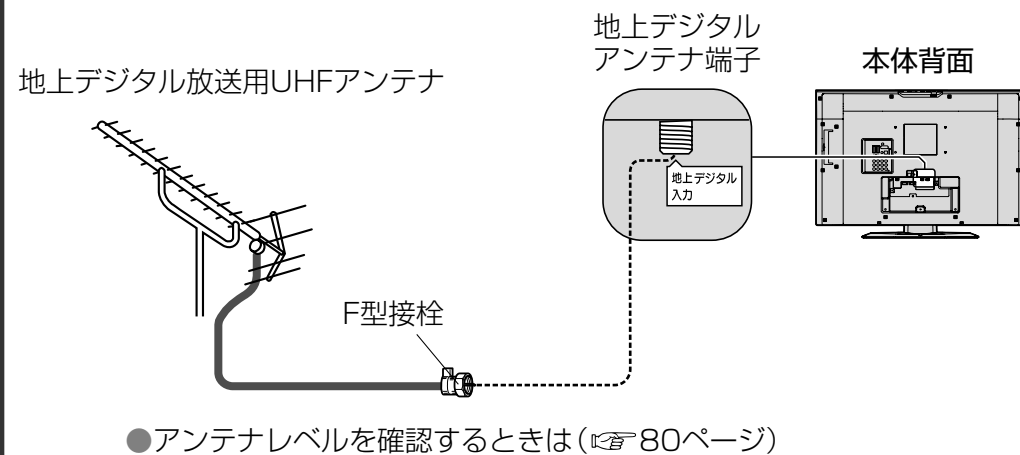 地上デジタル
アンテナ端子
本体背面
地上デジタル放送用UHFアンテナ
地上デジタル
入力
F型接栓
●アンテナレベルを確認するときは(☞80ページ)